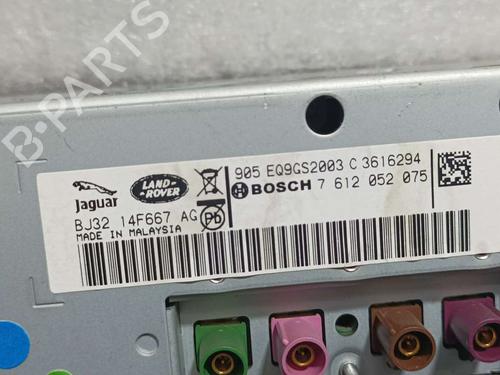 B-PARTS
905 EQ9GS2003 C 3616294
BOSCH 7 612 052 075
Jaguar
LAND-
ROVER
BJ32 14F667 AG
Pb
MADE IN MALAYSIA